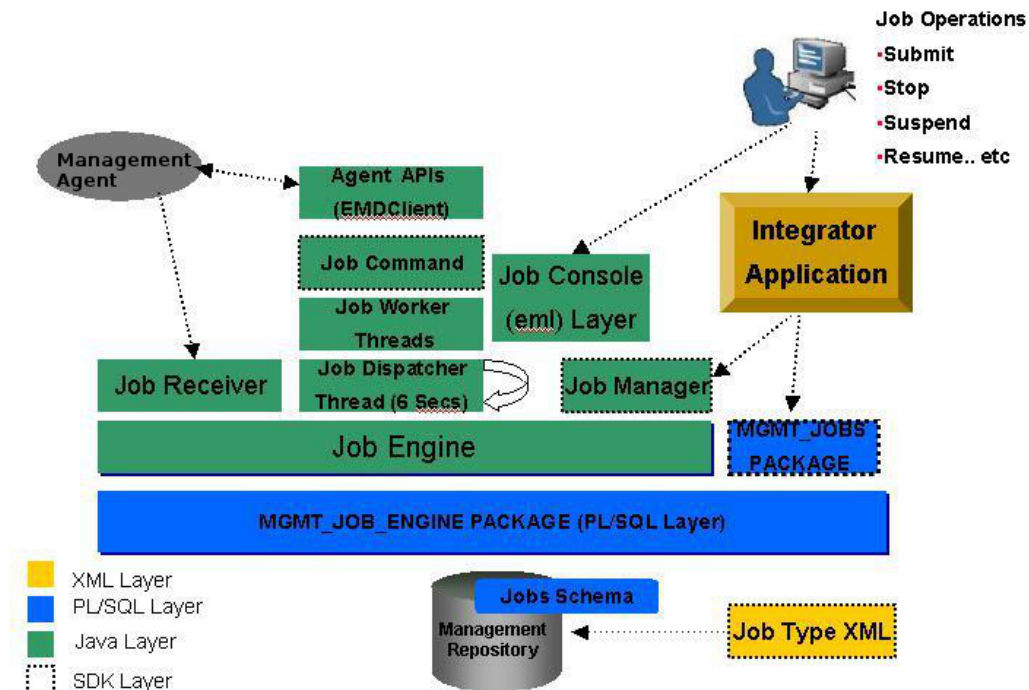 Job Operations
▪Submit
▪Stop
▪Suspend
▪Resume.. etc
Management
Agent
Agent APIs
(EMDClient)
Job Command
Job Worker
Threads
Job Console
(eml) Layer
Integrator
Application
Job Receiver
Job Dispatcher
Thread (6 Secs)
Job Manager
Job Engine
MGMT_JOBS
PACKAGE
MGMT_JOB_ENGINE PACKAGE (PL/SQL Layer)
XML Layer
PL/SQL Layer
Java Layer
SDK Layer
Jobs Schema
Management
Repository
Job Type XML